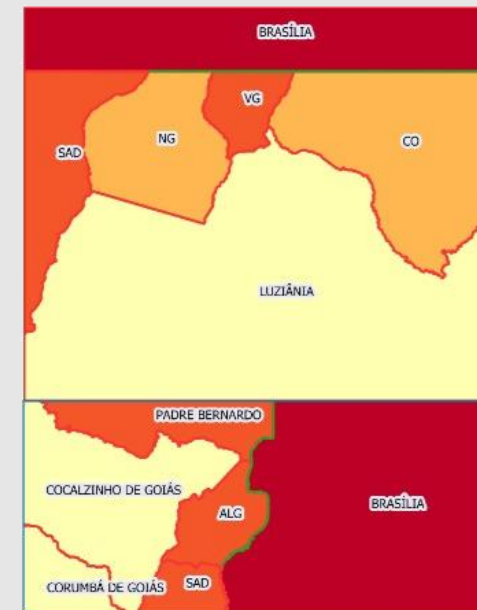 BRASÍLIA
VG
NG
CO
SAD
LUZIÂNIA
PADRE BERNARDO
COCALZINHO DE GOIÁS
BRASÍLIA
ALG
SAD
CORUMBÁ DE GOIÁS